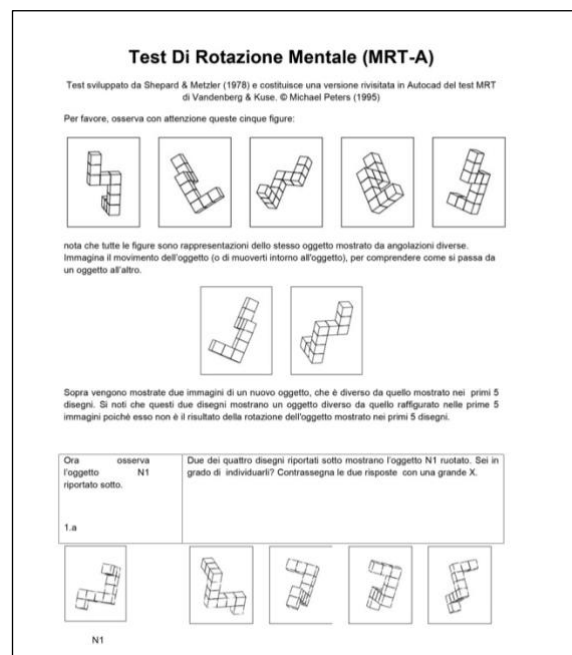 Test Di Rotazione Mentale (MRT-A)
Test sviluppato da Shepard & Metzler (1978) e costituisce una versione rivisitata in Autocad del test MRT
di Vandenberg & Kuse. © Michael Peters (1995)
Per favore, osserva con attenzione queste cinque figure:
nota che tutte le figure sono rappresentazioni dello stesso oggetto mostrato da angolazioni diverse.
Immagina il movimento dell'oggetto (o di muoverti intorno all'oggetto), per comprendere come si passa da
un oggetto all'altro.
Sopra vengono mostrate due immagini di un nuovo oggetto, che è diverso da quello mostrato nei primi 5
disegni. Si noti che questi due disegni mostrano un oggetto diverso da quello raffigurato nelle prime 5
immagini poichè esso non è il risultato della rotazione dell'oggetto mostrato nei primi 5 disegni.
Ora osserva
l'oggetto N1
riportato sotto.
1.a
Due dei quattro disegni riportati sotto mostrano l'oggetto N1 ruotato. Sei in
grado di individuarli? Contrassegna le due risposte con una grande X.
N1